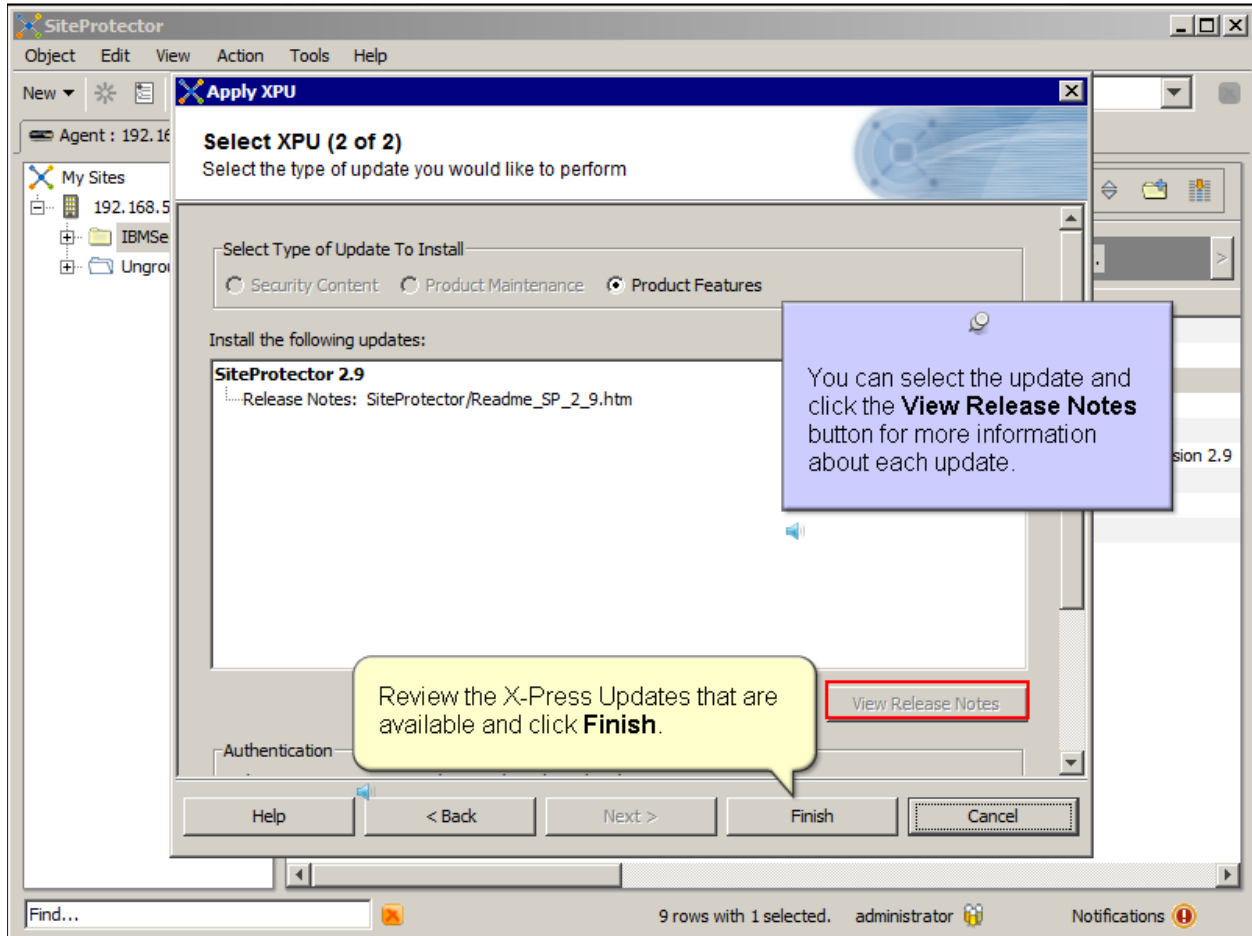 SiteProtector
Object Edit View Action Tools Help
New
Apply XPU
Agent : 192.16
Select XPU (2 of 2)
Select the type of update you would like to perform
My Sites
192.168.5
IBMSe
Ungrou
Select Type of Update To Install
Security Content Product Maintenance Product Features
Install the following updates:
SiteProtector 2.9
Release Notes: SiteProtector/Readme_SP_2_9.htm
You can select the update and
click the View Release Notes
button for more information
about each update.
sion 2.9
Review the X-Press Updates that are
available and click Finish.
View Release Notes
Authentication
Help < Back Next > Finish Cancel
Find... 9 rows with 1 selected. administrator Notifications